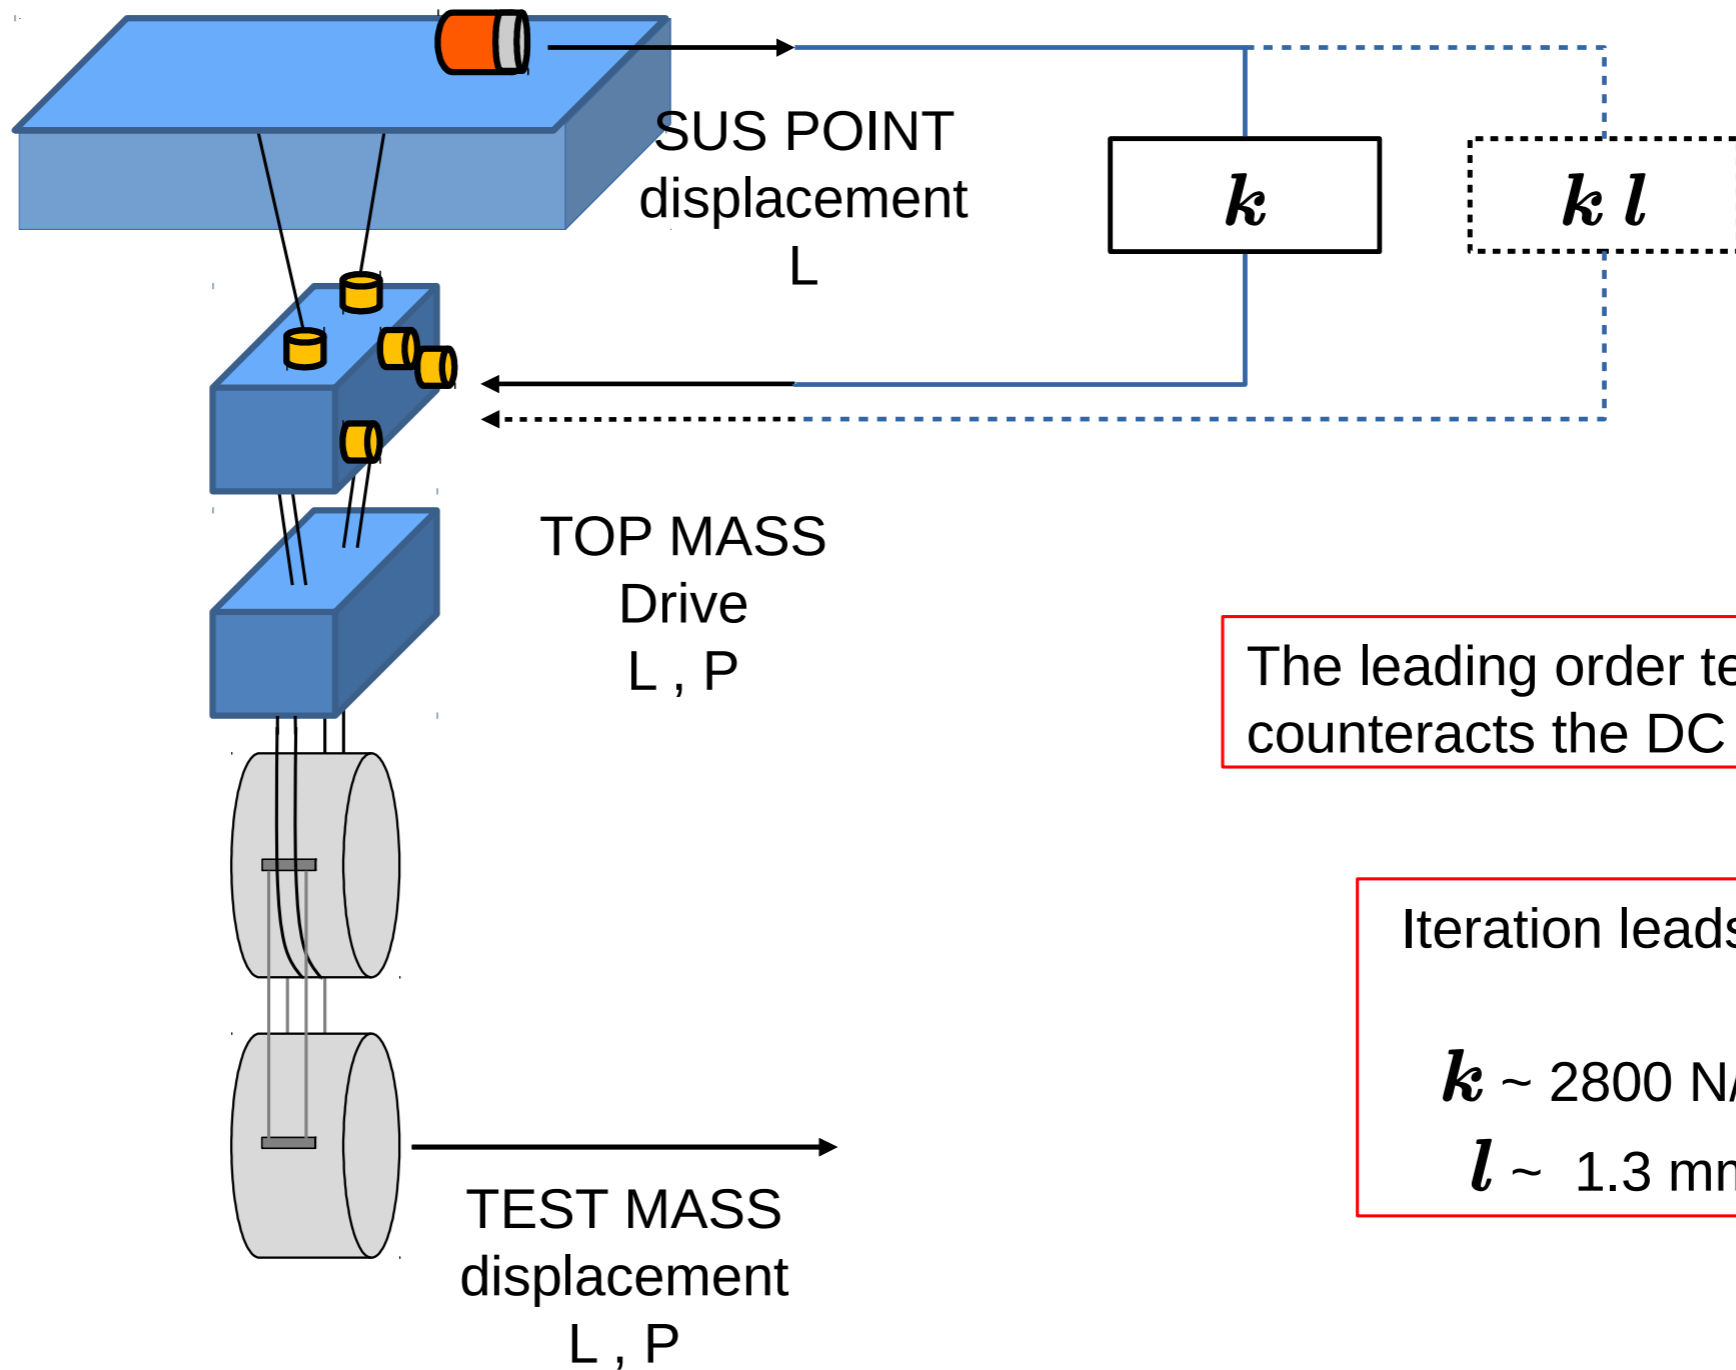 SUS POINT
displacement
L
k
k l
TOP MASS
Drive
L , P
The leading order te
counteracts the DC
Iteration leads
k ~ 2800 N/
l ~ 1.3 mm
TEST MASS
displacement
L , P